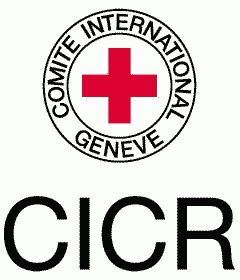 COMITE INTERNATIONAL
GENEVE
CICR